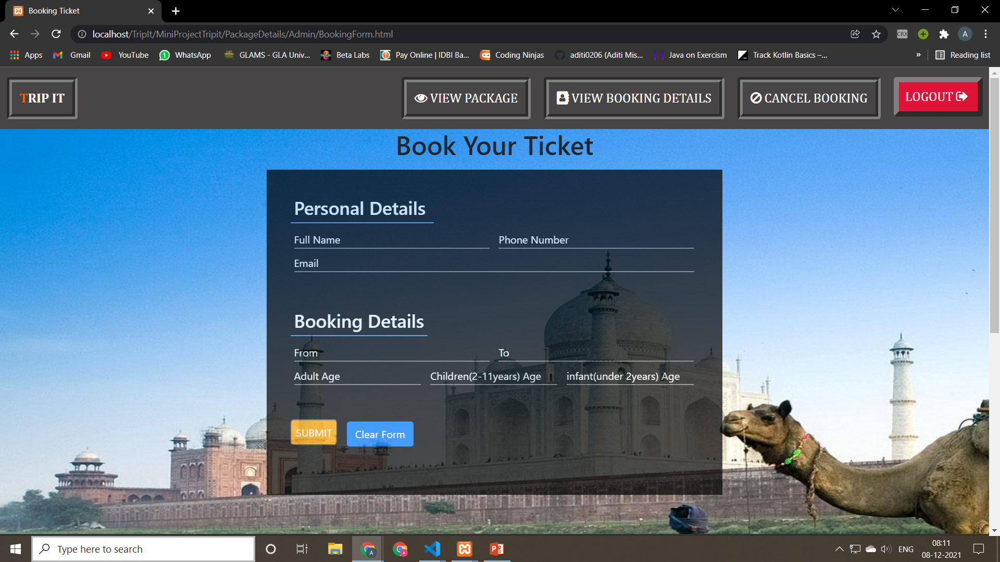 Booking Ticket
localhost/TripIt/MiniProjectTripit/PackageDetails/Admin/BookingForm.html
CRX
A
Apps Gmail YouTube WhatsApp GLAMS - GLA Univ... Beta Labs Pay Online | IDBI Ba... Coding Ninjas aditi0206 (Aditi Mis... Java on Exercism Track Kotlin Basics –... » Reading list
TRIP IT VIEW PACKAGE VIEW BOOKING DETAILS CANCEL BOOKING LOGOUT
Book Your Ticket
Personal Details
Full Name Phone Number
Email
Booking Details
From To
Adult Age Children(2-11years) Age infant(under 2years) Age
SUBMIT Clear Form
Type here to search
ENG
08:11
08-12-2021